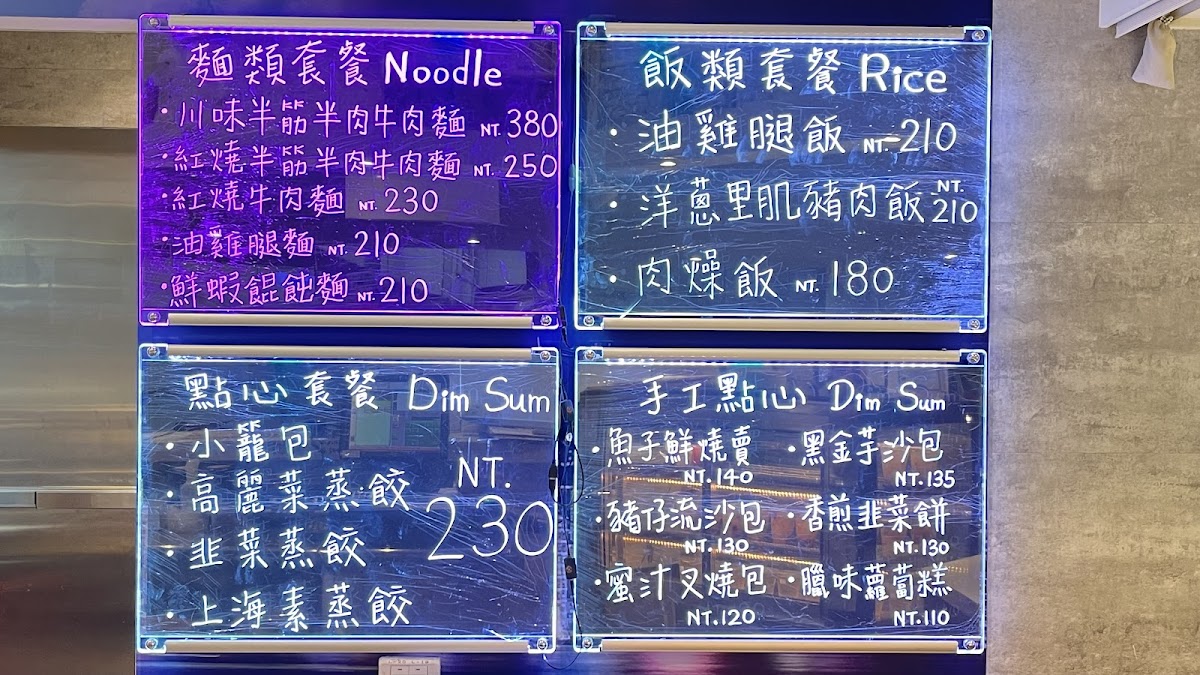 麵類套餐 Noodle
・川味半筋半肉牛肉麵 NT. 380
・紅燒半筋半肉牛肉麵 NT. 250
・紅燒牛肉麵 NT. 230
・油雞腿麵 NT. 210
・鮮蝦餛飩麵 NT. 210
飯類套餐 Rice
・油雞腿飯 NT. 210
・洋蔥里肌豬肉飯 NT. 210
・肉燥飯 NT. 180
點心套餐 Dim Sum
・小籠包
・高麗菜蒸餃
・韭菜蒸餃
・上海素蒸餃
NT. 230
手工點心 Dim Sum
・魚子鮮燒賣 NT.140
・黑金芋沙包 NT.135
・豬仔流沙包 NT.130
・香煎韭菜餅 NT.130
・蜜汁叉燒包 NT.120
・臘味蘿蔔糕 NT.110